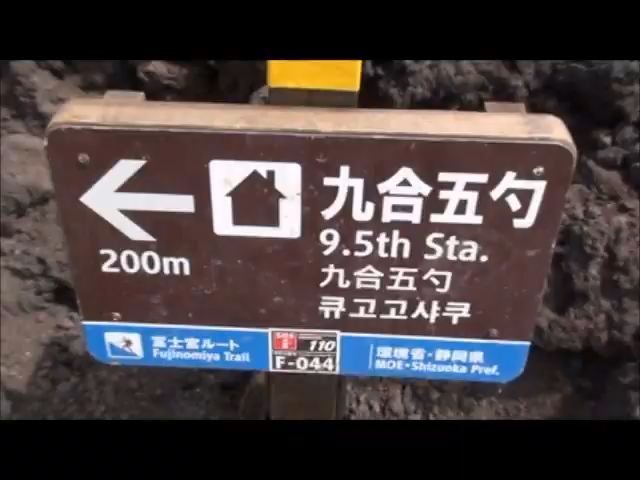 200m
九合五勺
9.5th Sta.
九合五勺
큐고고샤쿠
富士宮ルート
Fujinomiya Trail
SOS
110
F-044
環境省・静岡県
MOE・Shizuoka Pref.